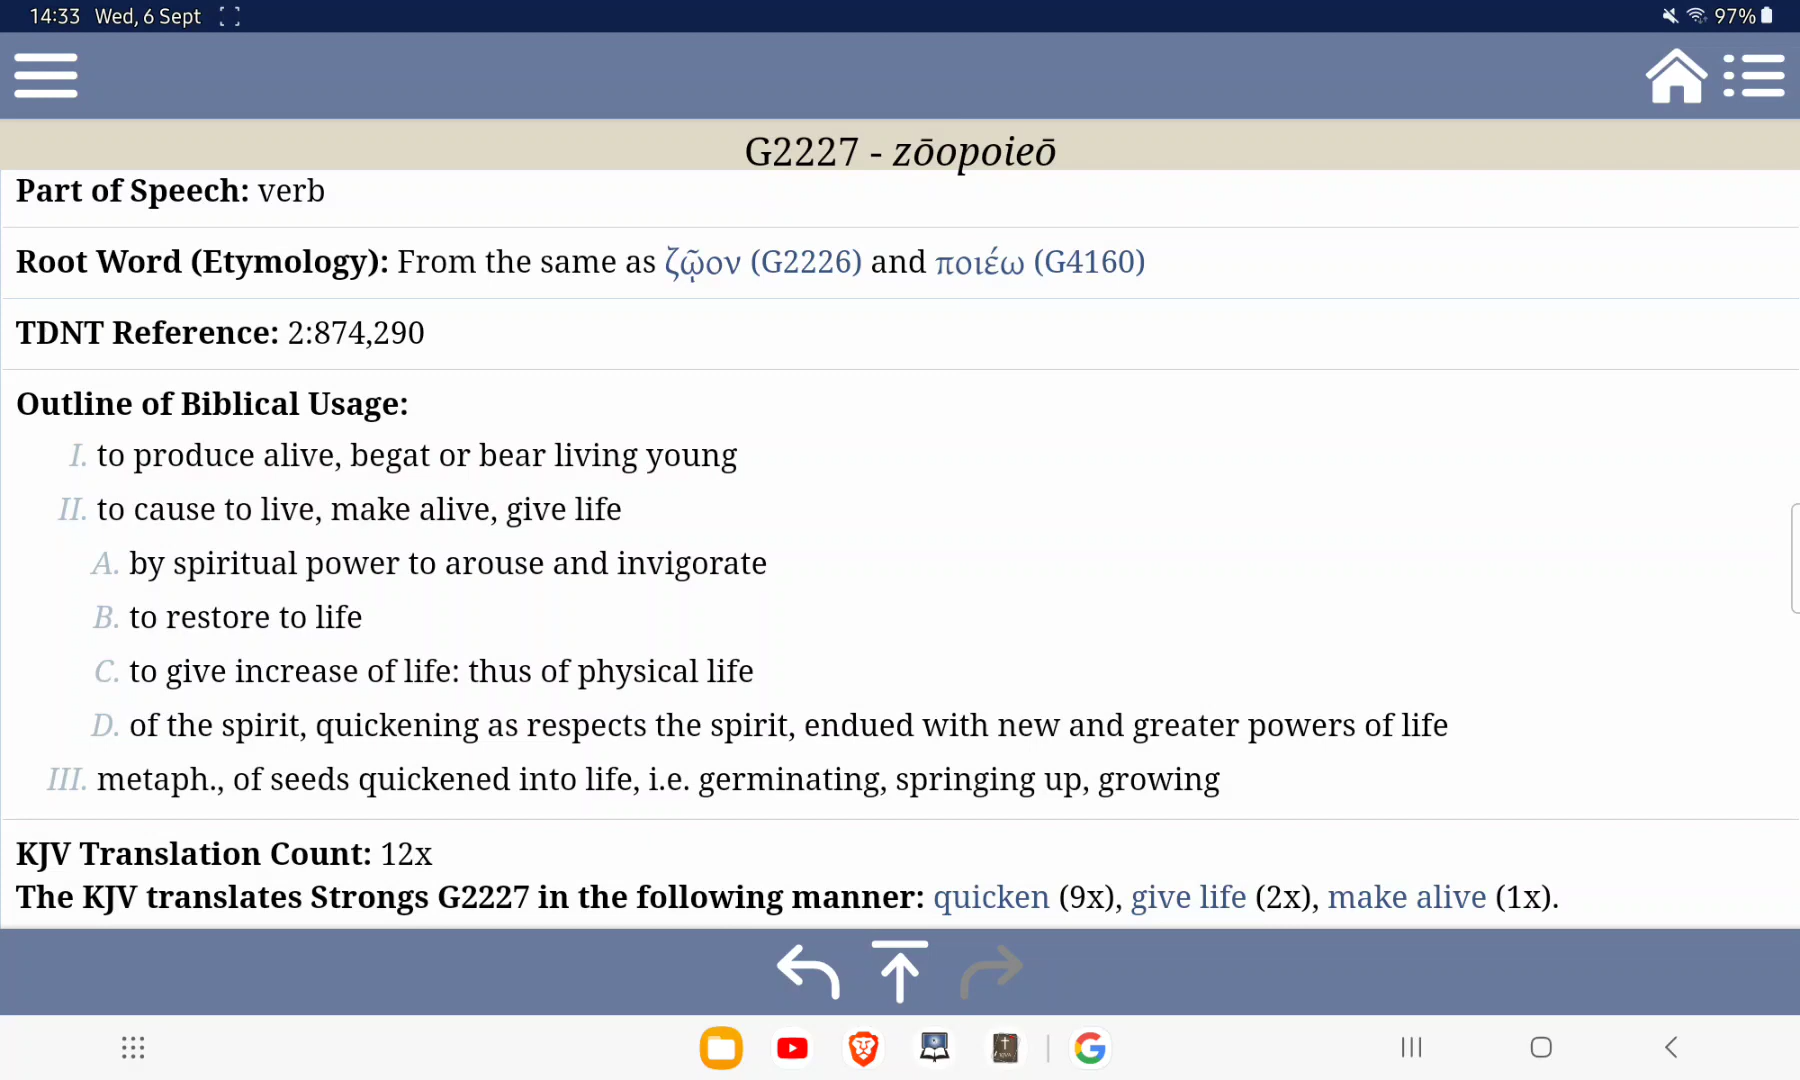 14:33 Wed, 6 Sept 97%
G2227 - zōopoieō
Part of Speech: verb
Root Word (Etymology): From the same as ζῷον (G2226) and ποιέω (G4160)
TDNT Reference: 2:874,290
Outline of Biblical Usage:
I. to produce alive, begat or bear living young
II. to cause to live, make alive, give life
A. by spiritual power to arouse and invigorate
B. to restore to life
C. to give increase of life: thus of physical life
D. of the spirit, quickening as respects the spirit, endued with new and greater powers of life
III. metaph., of seeds quickened into life, i.e. germinating, springing up, growing
KJV Translation Count: 12x
The KJV translates Strongs G2227 in the following manner: quicken (9x), give life (2x), make alive (1x).